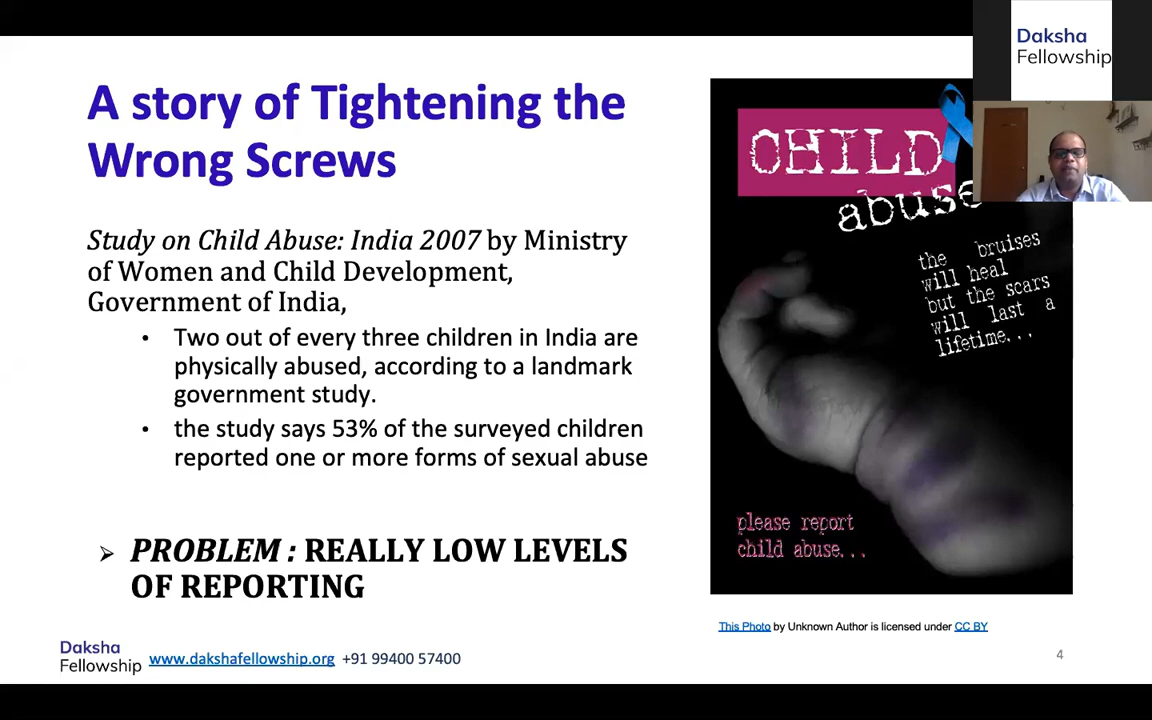 Daksha
Fellowship
A story of Tightening the
Wrong Screws
Study on Child Abuse: India 2007 by Ministry
of Women and Child Development,
Government of India,
• Two out of every three children in India are
physically abused, according to a landmark
government study.
• the study says 53% of the surveyed children
reported one or more forms of sexual abuse
➢ PROBLEM : REALLY LOW LEVELS
OF REPORTING
CHILD
abuse
the bruises
will heal
but the scars
will last a
lifetime...
please report
child abuse...
This Photo by Unknown Author is licensed under CC BY
Daksha
Fellowship www.dakshafellowship.org +91 99400 57400
4